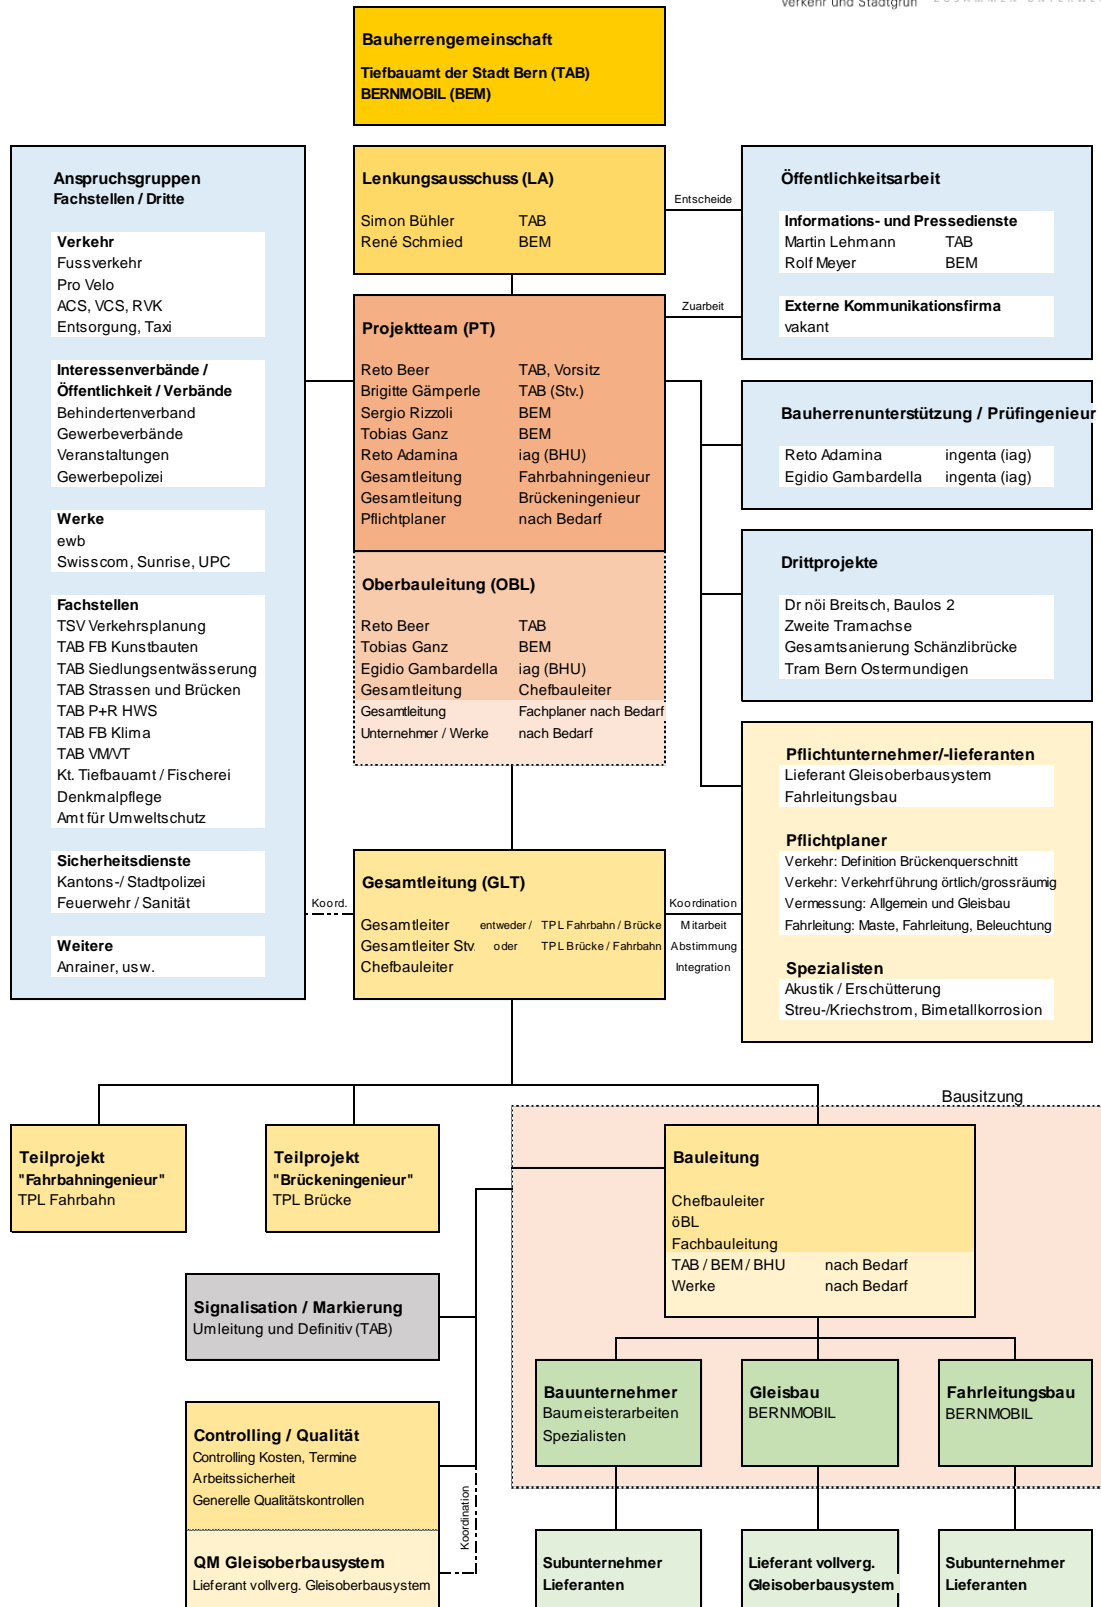 Verkehr und Stadtgrün ZUSAMMEN UNTERWE
Bauherrengemeinschaft
Tiefbauamt der Stadt Bern (TAB)
BERNMOBIL (BEM)
Anspruchsgruppen
Fachstellen / Dritte
Verkehr
Fussverkehr
Pro Velo
ACS, VCS, RVK
Entsorgung, Taxi
Interessenverbände /
Öffentlichkeit / Verbände
Behindertenverband
Gewerbeverbände
Veranstaltungen
Gewerbepolizei
Werke
ewb
Swisscom, Sunrise, UPC
Fachstellen
TSV Verkehrsplanung
TAB FB Kunstbauten
TAB Siedlungsentwässerung
TAB Strassen und Brücken
TAB P+R HWS
TAB FB Klima
TAB VM/VT
Kt. Tiefbauamt / Fischerei
Denkmalpflege
Amt für Umweltschutz
Sicherheitsdienste
Kantons-/ Stadtpolizei
Feuerwehr / Sanität
Weitere
Anrainer, usw.
Lenkungsausschuss (LA)
Simon Bühler TAB
René Schmied BEM
Entscheide
Zuarbeit
Projektteam (PT)
Reto Beer TAB, Vorsitz
Brigitte Gämperle TAB (Stv.)
Sergio Rizzoli BEM
Tobias Ganz BEM
Reto Adamina iag (BHU)
Gesamtleitung Fahrbahningenieur
Gesamtleitung Brückeningenieur
Pflichtplaner nach Bedarf
Oberbauleitung (OBL)
Reto Beer TAB
Tobias Ganz BEM
Egidio Gambardella iag (BHU)
Gesamtleitung Chefbauleiter
Gesamtleitung Fachplaner nach Bedarf
Unternehmer / Werke nach Bedarf
Koord.
Gesamtleitung (GLT)
Gesamtleiter entweder / TPL Fahrbahn / Brücke
Gesamtleiter Stv. oder TPL Brücke / Fahrbahn
Chefbauleiter
Koordination
Mitarbeit
Abstimmung
Integration
Öffentlichkeitsarbeit
Informations- und Pressedienste
Martin Lehmann TAB
Rolf Meyer BEM
Externe Kommunikationsfirma
vakant
Bauherrenunterstützung / Prüfingenieur
Reto Adamina ingenta (iag)
Egidio Gambardella ingenta (iag)
Drittprojekte
Dr nöi Breitsch, Baulos 2
Zweite Tramachse
Gesamtsanierung Schänzlibrücke
Tram Bern Ostermundigen
Pflichtunternehmer/-lieferanten
Lieferant Gleisoberbausystem
Fahrleitungsbau
Pflichtplaner
Verkehr: Definition Brückenquerschnitt
Verkehr: Verkehrführung örtlich/grossräumig
Vermessung: Allgemein und Gleisbau
Fahrleitung: Maste, Fahrleitung, Beleuchtung
Spezialisten
Akustik / Erschütterung
Streu-/Kriechstrom, Bimetallkorrosion
Teilprojekt
"Fahrbahningenieur"
TPL Fahrbahn
Teilprojekt
"Brückeningenieur"
TPL Brücke
Bausitzung
Bauleitung
Chefbauleiter
öBL
Fachbauleitung
TAB / BEM / BHU nach Bedarf
Werke nach Bedarf
Signalisation / Markierung
Umleitung und Definitiv (TAB)
Controlling / Qualität
Controlling Kosten, Termine
Arbeitssicherheit
Generelle Qualitätskontrollen
QM Gleisoberbausystem
Lieferant vollverg. Gleisoberbausystem
Koordination
Bauunternehmer
Baumeisterarbeiten
Spezialisten
Gleisbau
BERNMOBIL
Fahrleitungsbau
BERNMOBIL
Subunternehmer
Lieferanten
Lieferant vollverg.
Gleisoberbausystem
Subunternehmer
Lieferanten